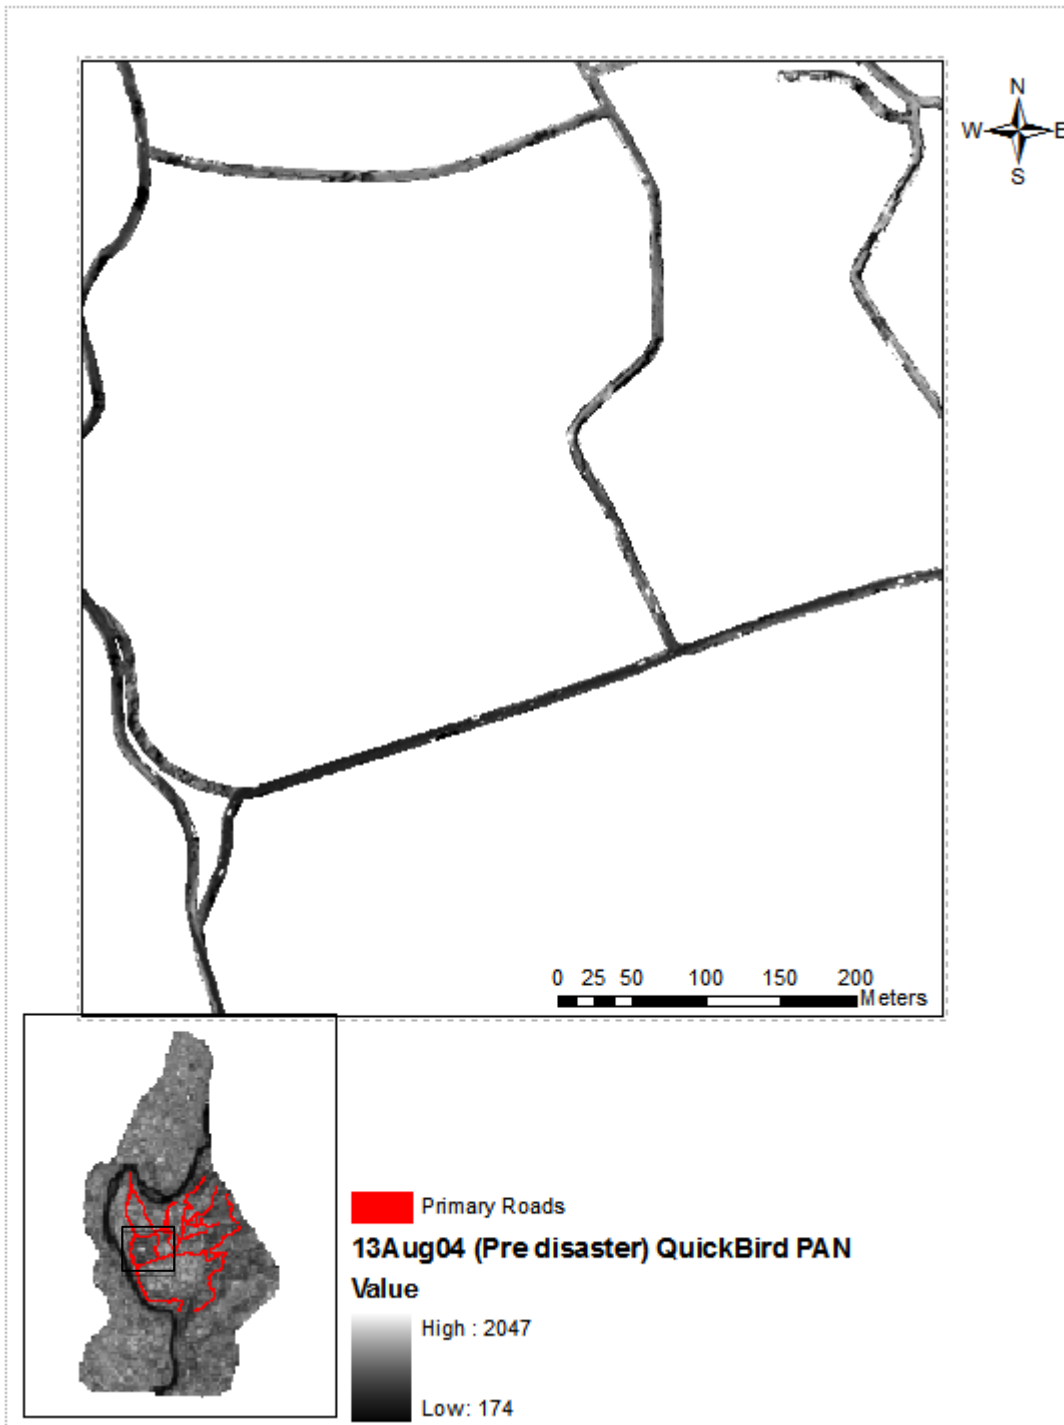 N
W E
S
0 25 50 100 150 200
Meters
Primary Roads
13Aug04 (Pre disaster) QuickBird PAN
Value
High : 2047
Low: 174